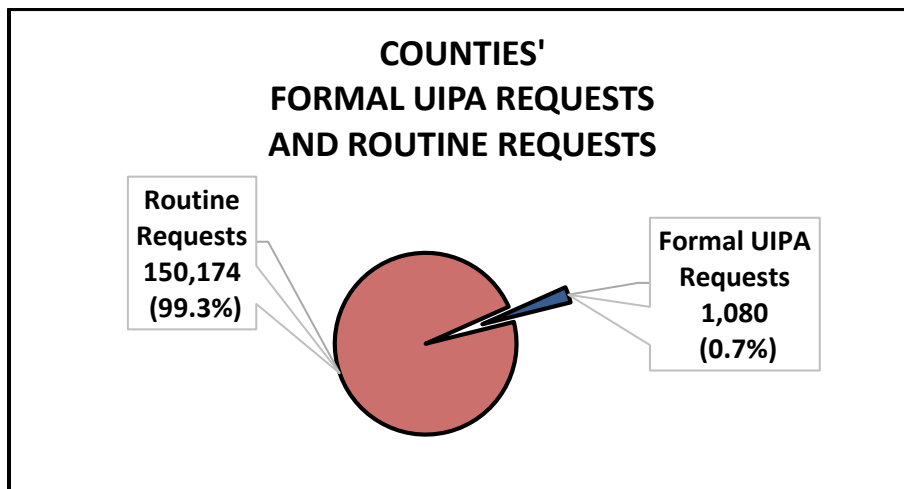 COUNTIES'
FORMAL UIPA REQUESTS
AND ROUTINE REQUESTS
Routine
Requests
150,174
(99.3%)
Formal UIPA
Requests
1,080
(0.7%)